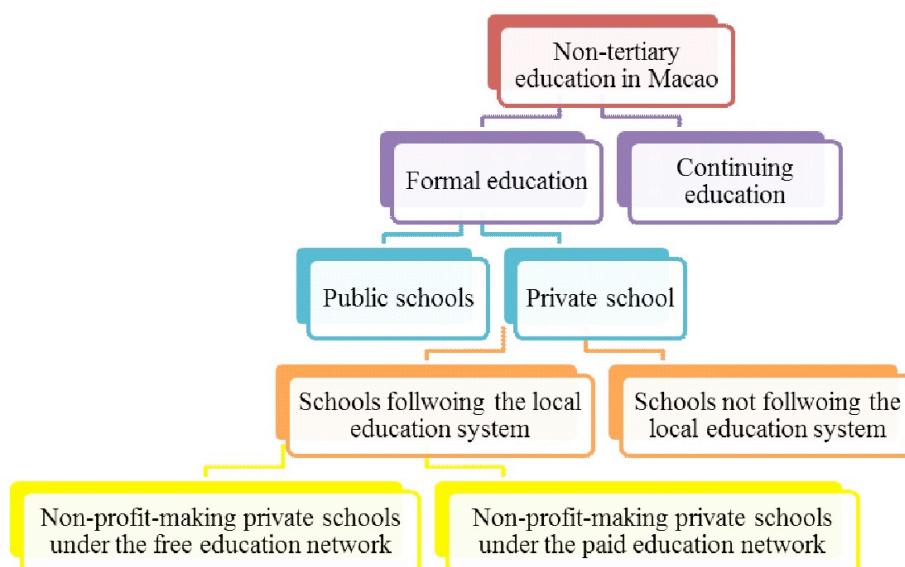 Non-tertiary
education in Macao
Formal education
Continuing
education
Public schools
Private school
Schools follwoing the local
education system
Schools not follwoing the
local education system
Non-profit-making private schools
under the free education network
Non-profit-making private schools
under the paid education network